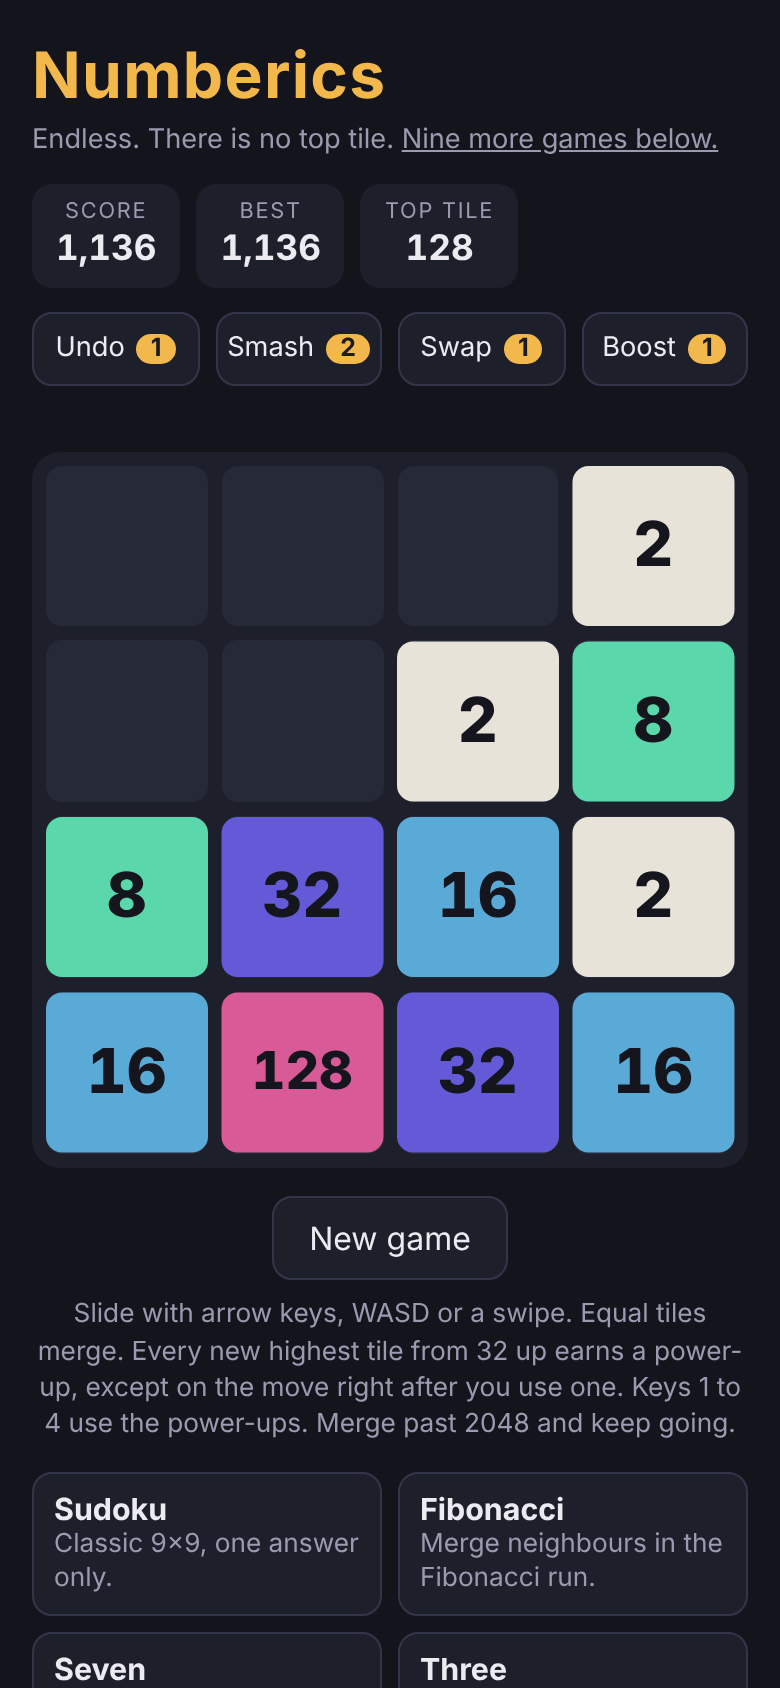 Numberics
Endless. There is no top tile. Nine more games below.
SCORE BEST TOP TILE
1,136 1,136 128
Undo 1 Smash 2 Swap 1 Boost 1
2
2 8
8 32 16 2
16 128 32 16
New game
Slide with arrow keys, WASD or a swipe. Equal tiles
merge. Every new highest tile from 32 up earns a power-
up, except on the move right after you use one. Keys 1 to
4 use the power-ups. Merge past 2048 and keep going.
Sudoku Fibonacci
Classic 9×9, one answer Merge neighbours in the
only. Fibonacci run.
Seven Three